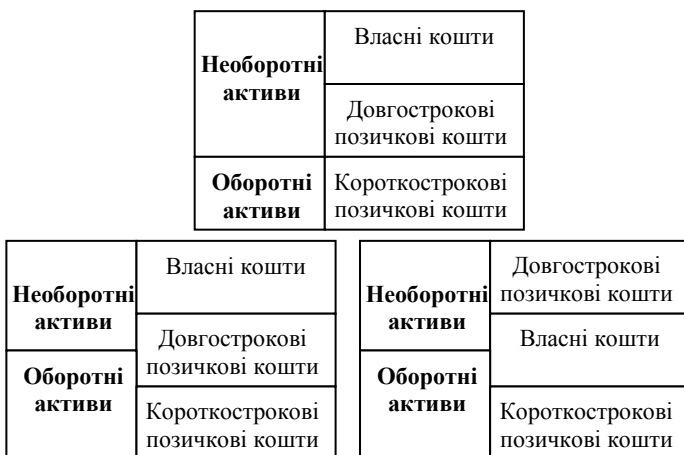 Необоротні
активи
Власні кошти
Довгострокові
позичкові кошти
Оборотні
активи
Короткострокові
позичкові кошти
Необоротні
активи
Оборотні
активи
Власні кошти
Довгострокові
позичкові кошти
Короткострокові
позичкові кошти
Необоротні
активи
Оборотні
активи
Довгострокові
позичкові кошти
Власні кошти
Короткострокові
позичкові кошти